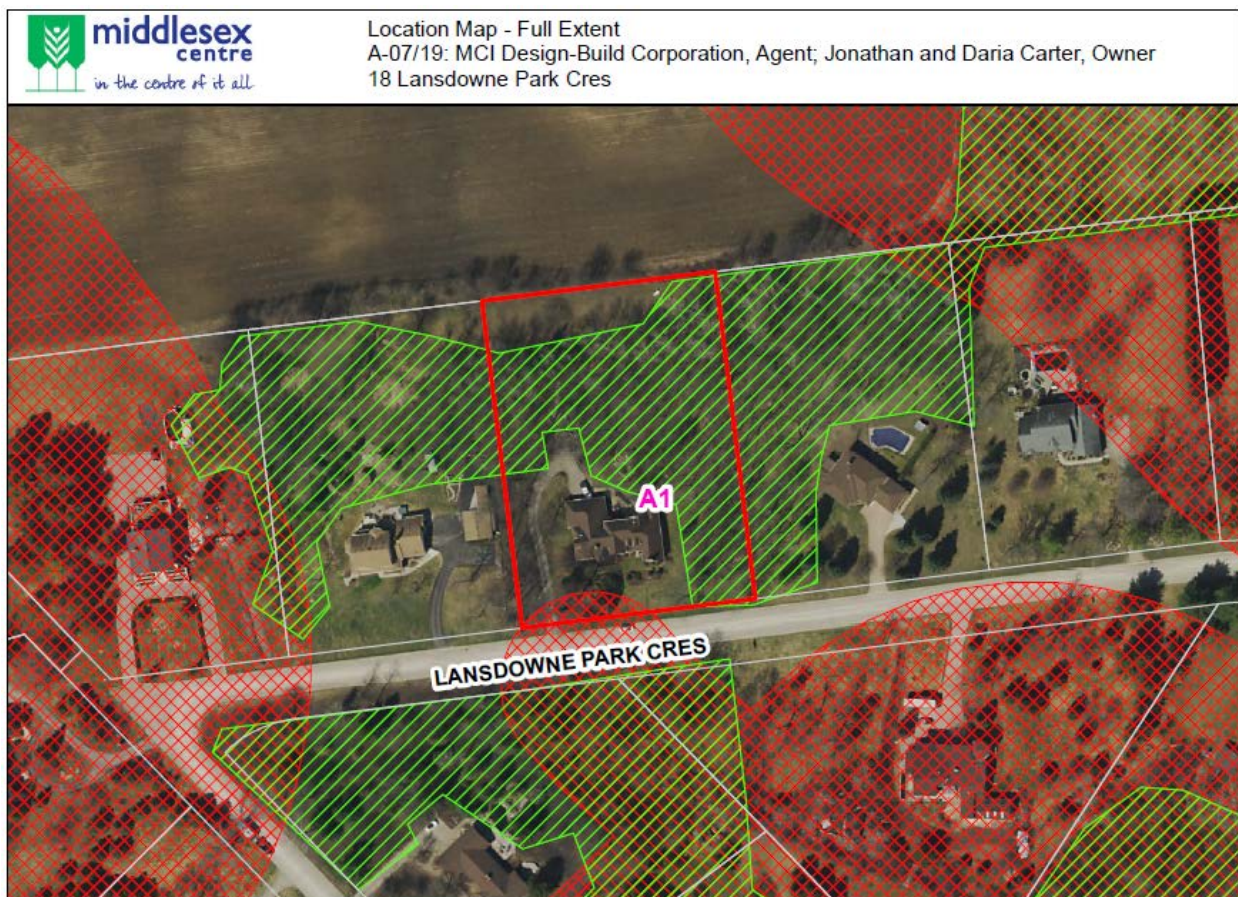 middlesex
centre
in the centre of it all
Location Map - Full Extent
A-07/19: MCI Design-Build Corporation, Agent; Jonathan and Daria Carter, Owner
18 Lansdowne Park Cres
A1
LANSDOWNE PARK CRES